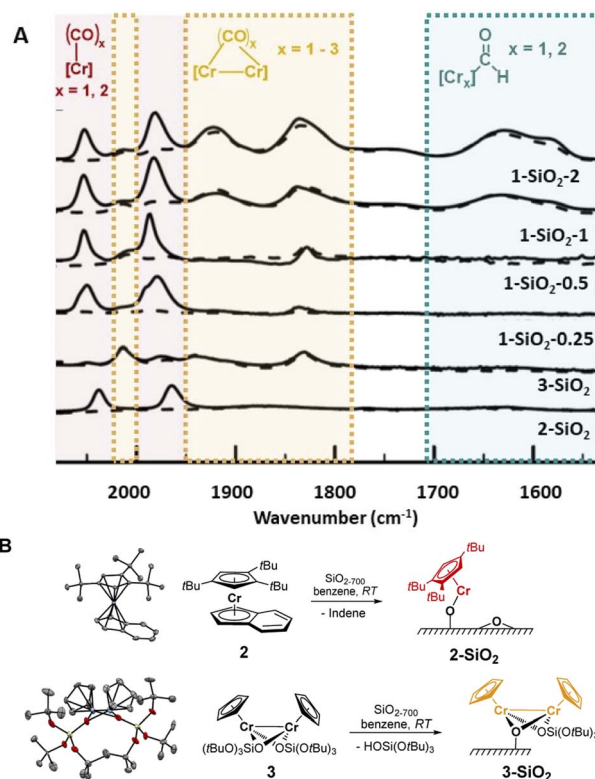 A
(CO)x
[Cr]
x = 1, 2
(CO)x
[Cr — Cr]
x = 1 - 3
O
C
[Crx] H
x = 1, 2
1-SiO2-2
1-SiO2-1
1-SiO2-0.5
1-SiO2-0.25
3-SiO2
2-SiO2
2000 1900 1800 1700 1600
Wavenumber (cm-1)
B
tBu
tBu
tBu
Cr
2
SiO2-700
benzene, RT
- Indene
tBu
tBu
tBu
Cr
O
O
2-SiO2
Cr Cr
(tBuO)3SiO OSi(OtBu)3
3
SiO2-700
benzene, RT
- HOSi(OtBu)3
Cr Cr
O OSi(OtBu)3
3-SiO2